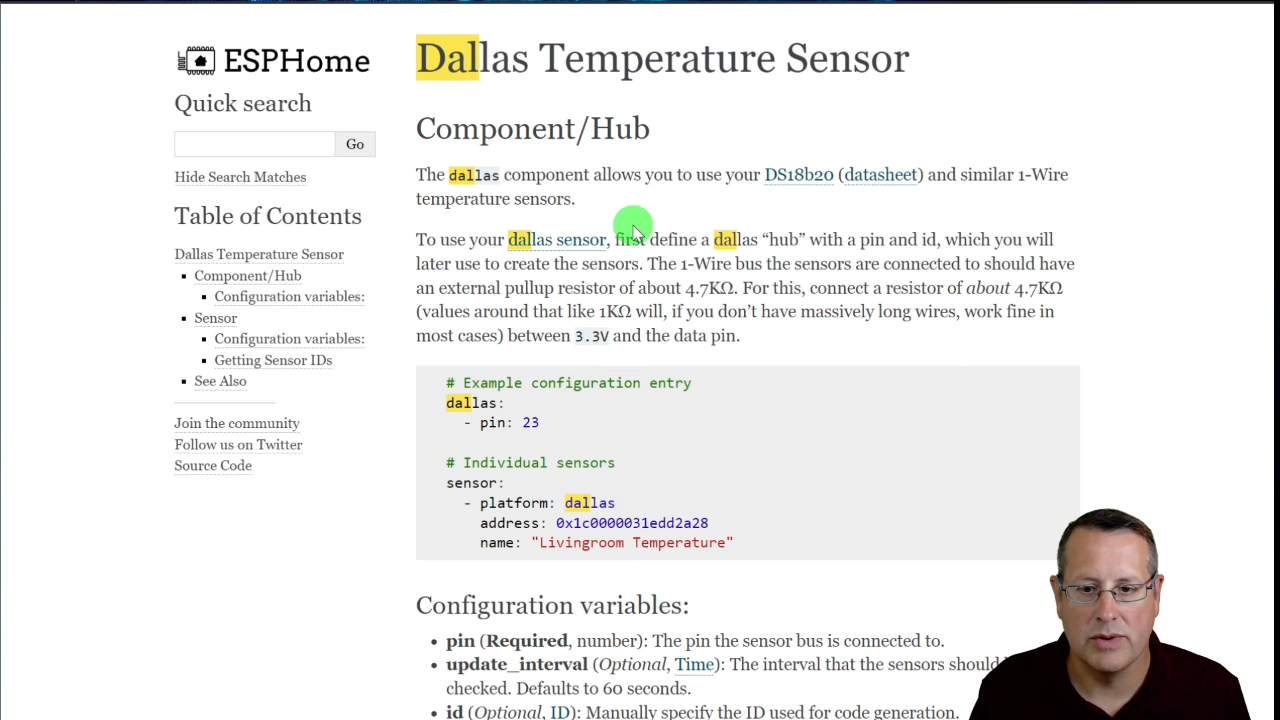 ESPHome
Quick search
Go
Hide Search Matches
Table of Contents
Dallas Temperature Sensor
Component/Hub
Configuration variables:
Sensor
Configuration variables:
Getting Sensor IDs
See Also
Join the community
Follow us on Twitter
Source Code
Dallas Temperature Sensor
Component/Hub
The dallas component allows you to use your DS18b20 (datasheet) and similar 1-Wire
temperature sensors.
To use your dallas sensor, first define a dallas “hub” with a pin and id, which you will
later use to create the sensors. The 1-Wire bus the sensors are connected to should have
an external pullup resistor of about 4.7KΩ. For this, connect a resistor of about 4.7KΩ
(values around that like 1KΩ will, if you don’t have massively long wires, work fine in
most cases) between 3.3V and the data pin.
# Example configuration entry
dallas:
- pin: 23
# Individual sensors
sensor:
- platform: dallas
address: 0x1c0000031edd2a28
name: "Livingroom Temperature"
Configuration variables:
pin (Required, number): The pin the sensor bus is connected to.
update_interval (Optional, Time): The interval that the sensors should
checked. Defaults to 60 seconds.
id (Optional, ID): Manually specify the ID used for code generation.